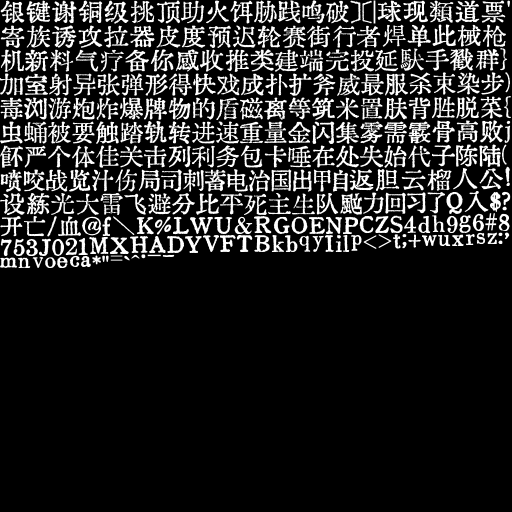 银键谢铜级挑顶助火饵胁践鸣破][|球现频道票'
寄族诱攻拉器皮度预迟轮赛街行者焊单此械枪
机新料气疗备你感收推类建端完投延馱手戳群}
加室射异张弹形得快戏成扑扩斧威最服杀束染步)
毒浏游炮炸爆牌物的盾磁离等筑米置肤背胜脱菜{
虫蛹被要触踏轨转进速重量金闪集雾需霰骨高败j
怀严个体佳关击列利务包卡唾在处失始代子陈陆(
喷咬战览汁伤局司刺蓄电冶国出甲自返胆云榴人公!
设练光大雷飞避分比平死主生队飚力回习了Q入$?
开亡/血@f\K%LWU&RGOENPCZS4dh9g6#8
753J021MXHADYVFTBkbqyIilp<>t;+wuxrsz:,
mnvoeca*"=`^·--